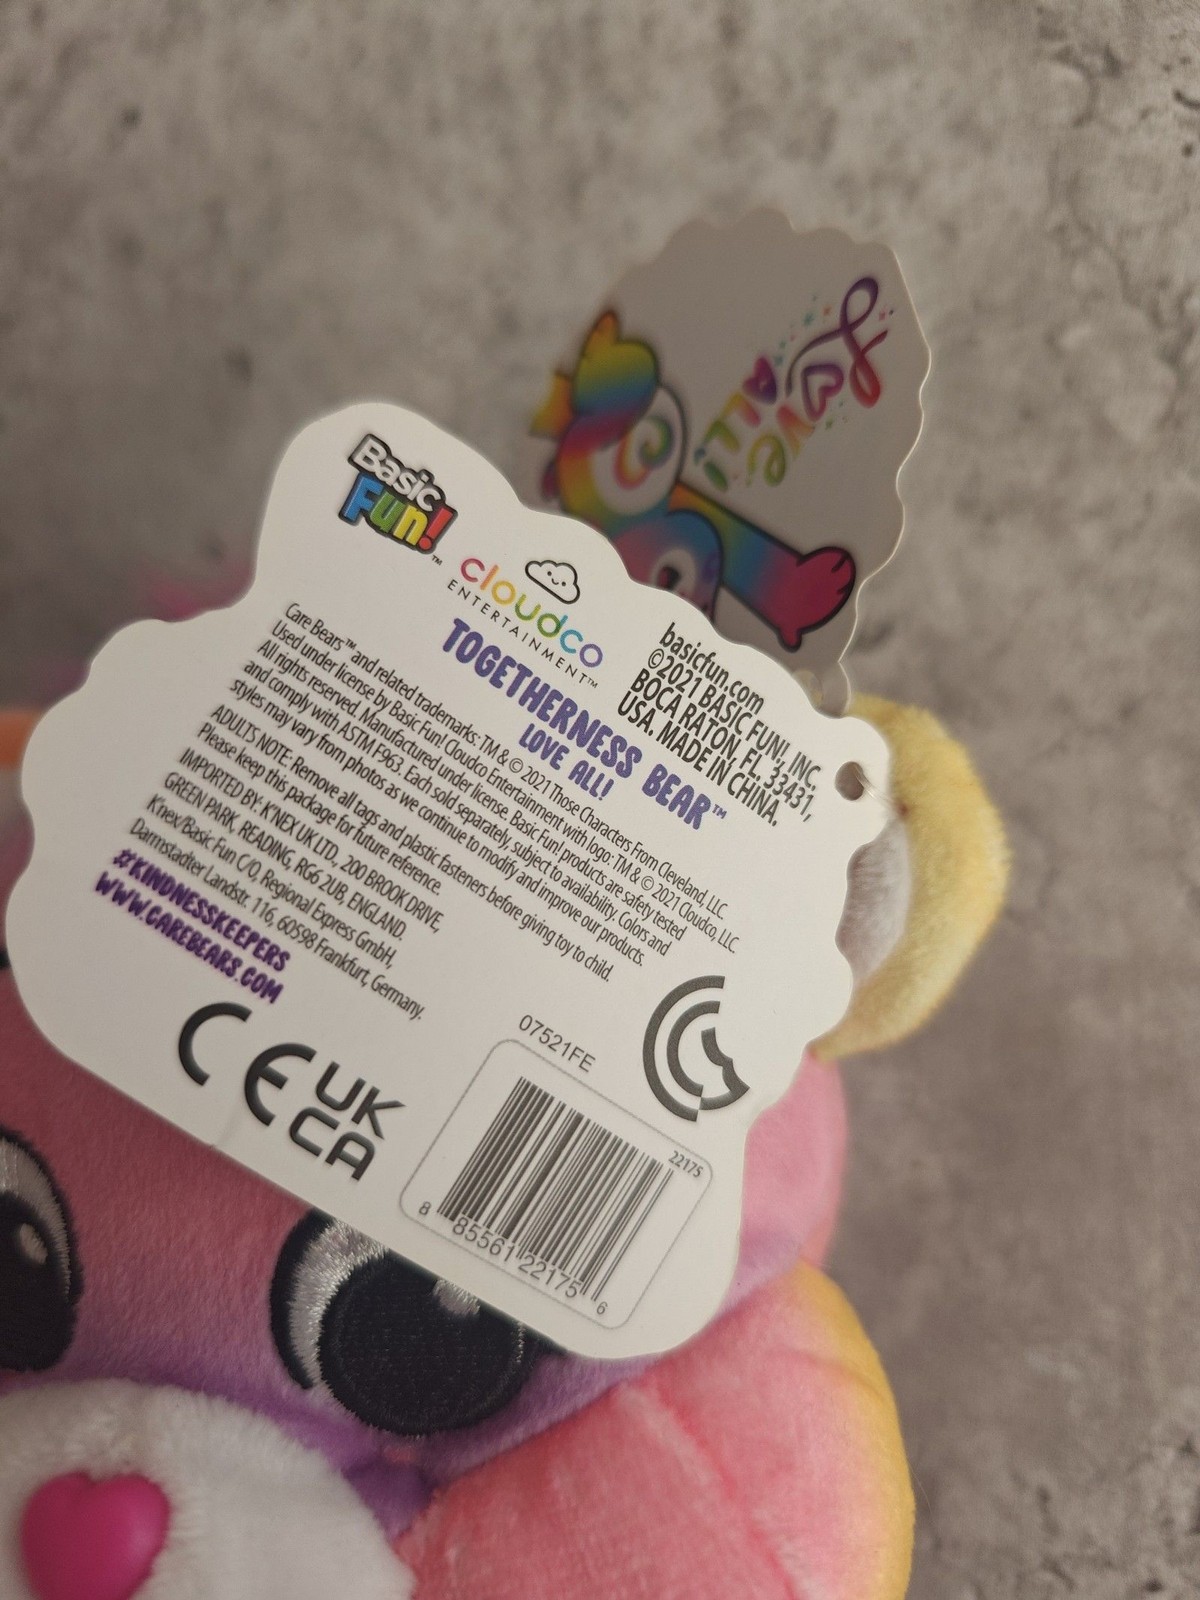 Love
ALL!
Basic
Fun!™
cloudco
ENTERTAINMENT™
basicfun.com
©2021 BASIC FUN!, INC.
BOCA RATON, FL. 33431,
USA. MADE IN CHINA.
TOGETHERNESS BEAR™
LOVE ALL!
Care Bears™ and related trademarks: TM & © 2021 Those Characters From Cleveland, LLC.
Used under license by Basic Fun! Cloudco Entertainment with logo: TM & © 2021 Cloudco, LLC.
All rights reserved. Manufactured under license. Basic Fun! products are safety tested
and comply with ASTM F963. Each sold separately, subject to availability. Colors and
styles may vary from photos as we continue to modify and improve our products.
ADULTS NOTE: Remove all tags and plastic fasteners before giving toy to child.
Please keep this package for future reference.
IMPORTED BY: K'NEX UK LTD., 200 BROOK DRIVE,
GREEN PARK, READING, RG6 2UB, ENGLAND.
K'nex/Basic Fun C/O, Regional Express GmbH,
Darmstadter Landstr. 116, 60598 Frankfurt, Germany.
#KINDNESSKEEPERS
WWW.CAREBEARS.COM
CE
UK
CA
07521FE
22175
8 85561 22175 6